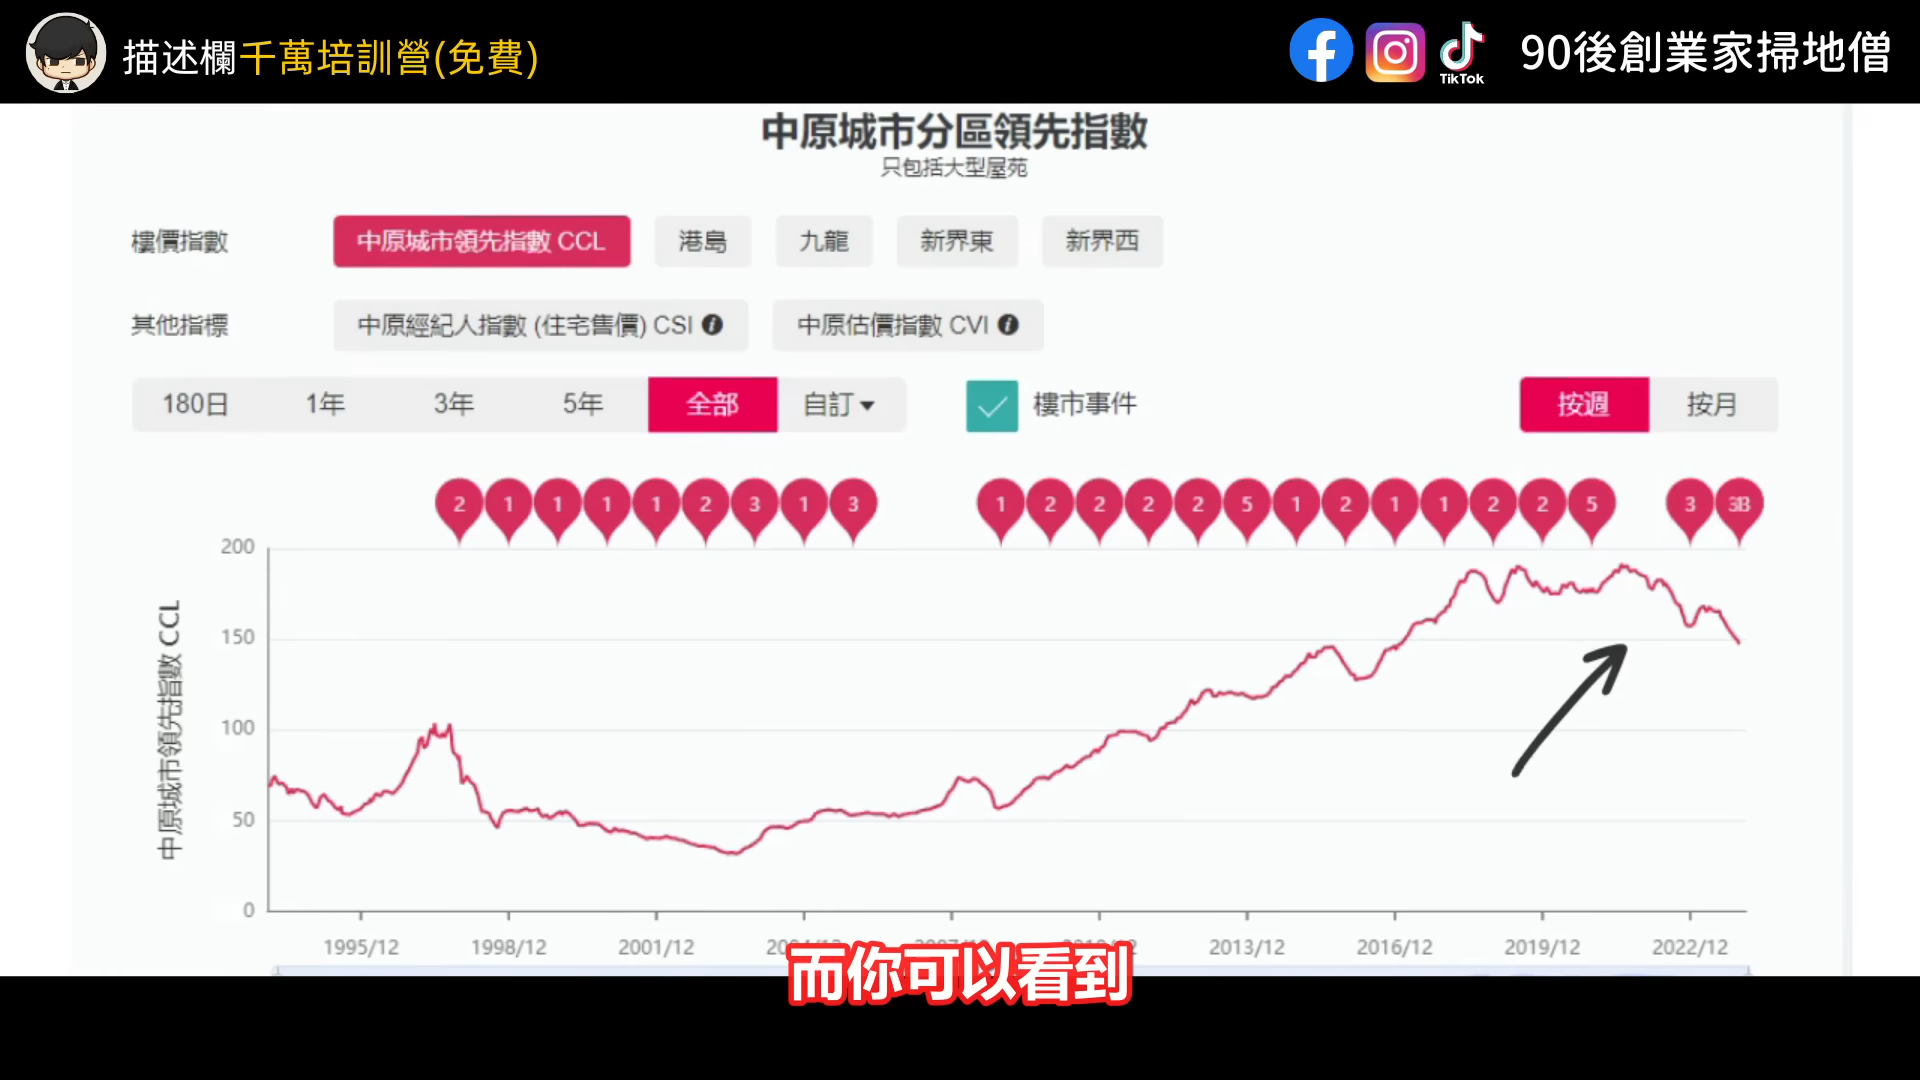 描述欄千萬培訓營(免費)
TikTok
90後創業家掃地僧
中原城市分區領先指數
只包括大型屋苑
樓價指數
中原城市領先指數 CCL
港島
九龍
新界東
新界西
其他指標
中原經紀人指數 (住宅售價) CSI
中原估價指數 CVI
180日
1年
3年
5年
全部
自訂
樓市事件
按週
按月
2 1 1 1 1 2 3 1 3 1 2 2 2 2 5 1 2 1 1 2 2 5 3
中原城市領先指數 CCL
200
150
100
50
0
1995/12 1998/12 2001/12 2013/12 2016/12 2019/12 2022/12
而你可以看到